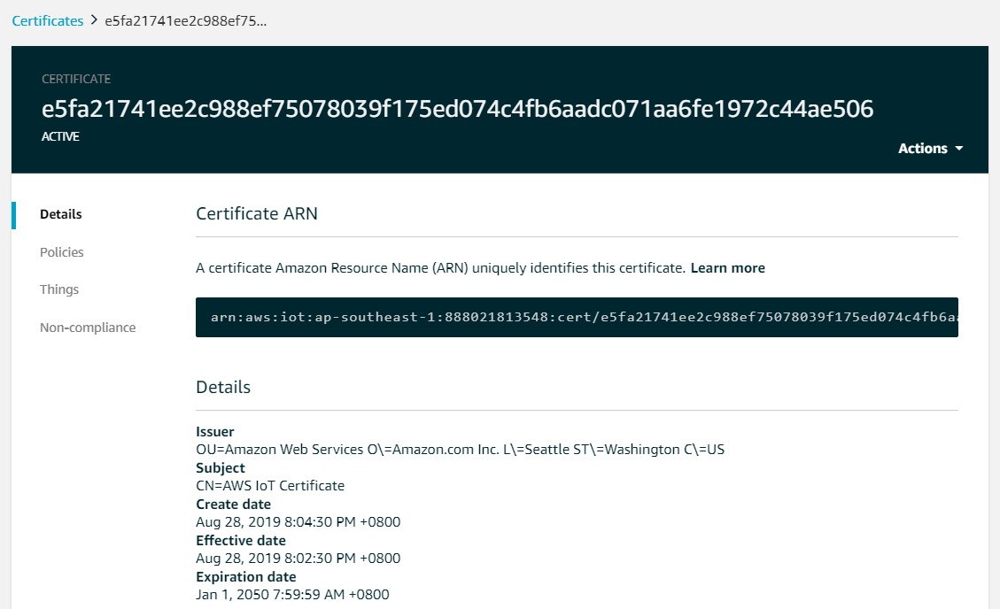 Certificates > e5fa21741ee2c988ef75...
CERTIFICATE
e5fa21741ee2c988ef75078039f175ed074c4fb6aadc071aa6fe1972c44ae506
ACTIVE
Actions
Details
Policies
Things
Non-compliance
Certificate ARN
A certificate Amazon Resource Name (ARN) uniquely identifies this certificate. Learn more
arn:aws:iot:ap-southeast-1:888021813548:cert/e5fa21741ee2c988ef75078039f175ed074c4fb6aa
Details
Issuer
OU=Amazon Web Services O\=Amazon.com Inc. L\=Seattle ST\=Washington C\=US
Subject
CN=AWS IoT Certificate
Create date
Aug 28, 2019 8:04:30 PM +0800
Effective date
Aug 28, 2019 8:02:30 PM +0800
Expiration date
Jan 1, 2050 7:59:59 AM +0800